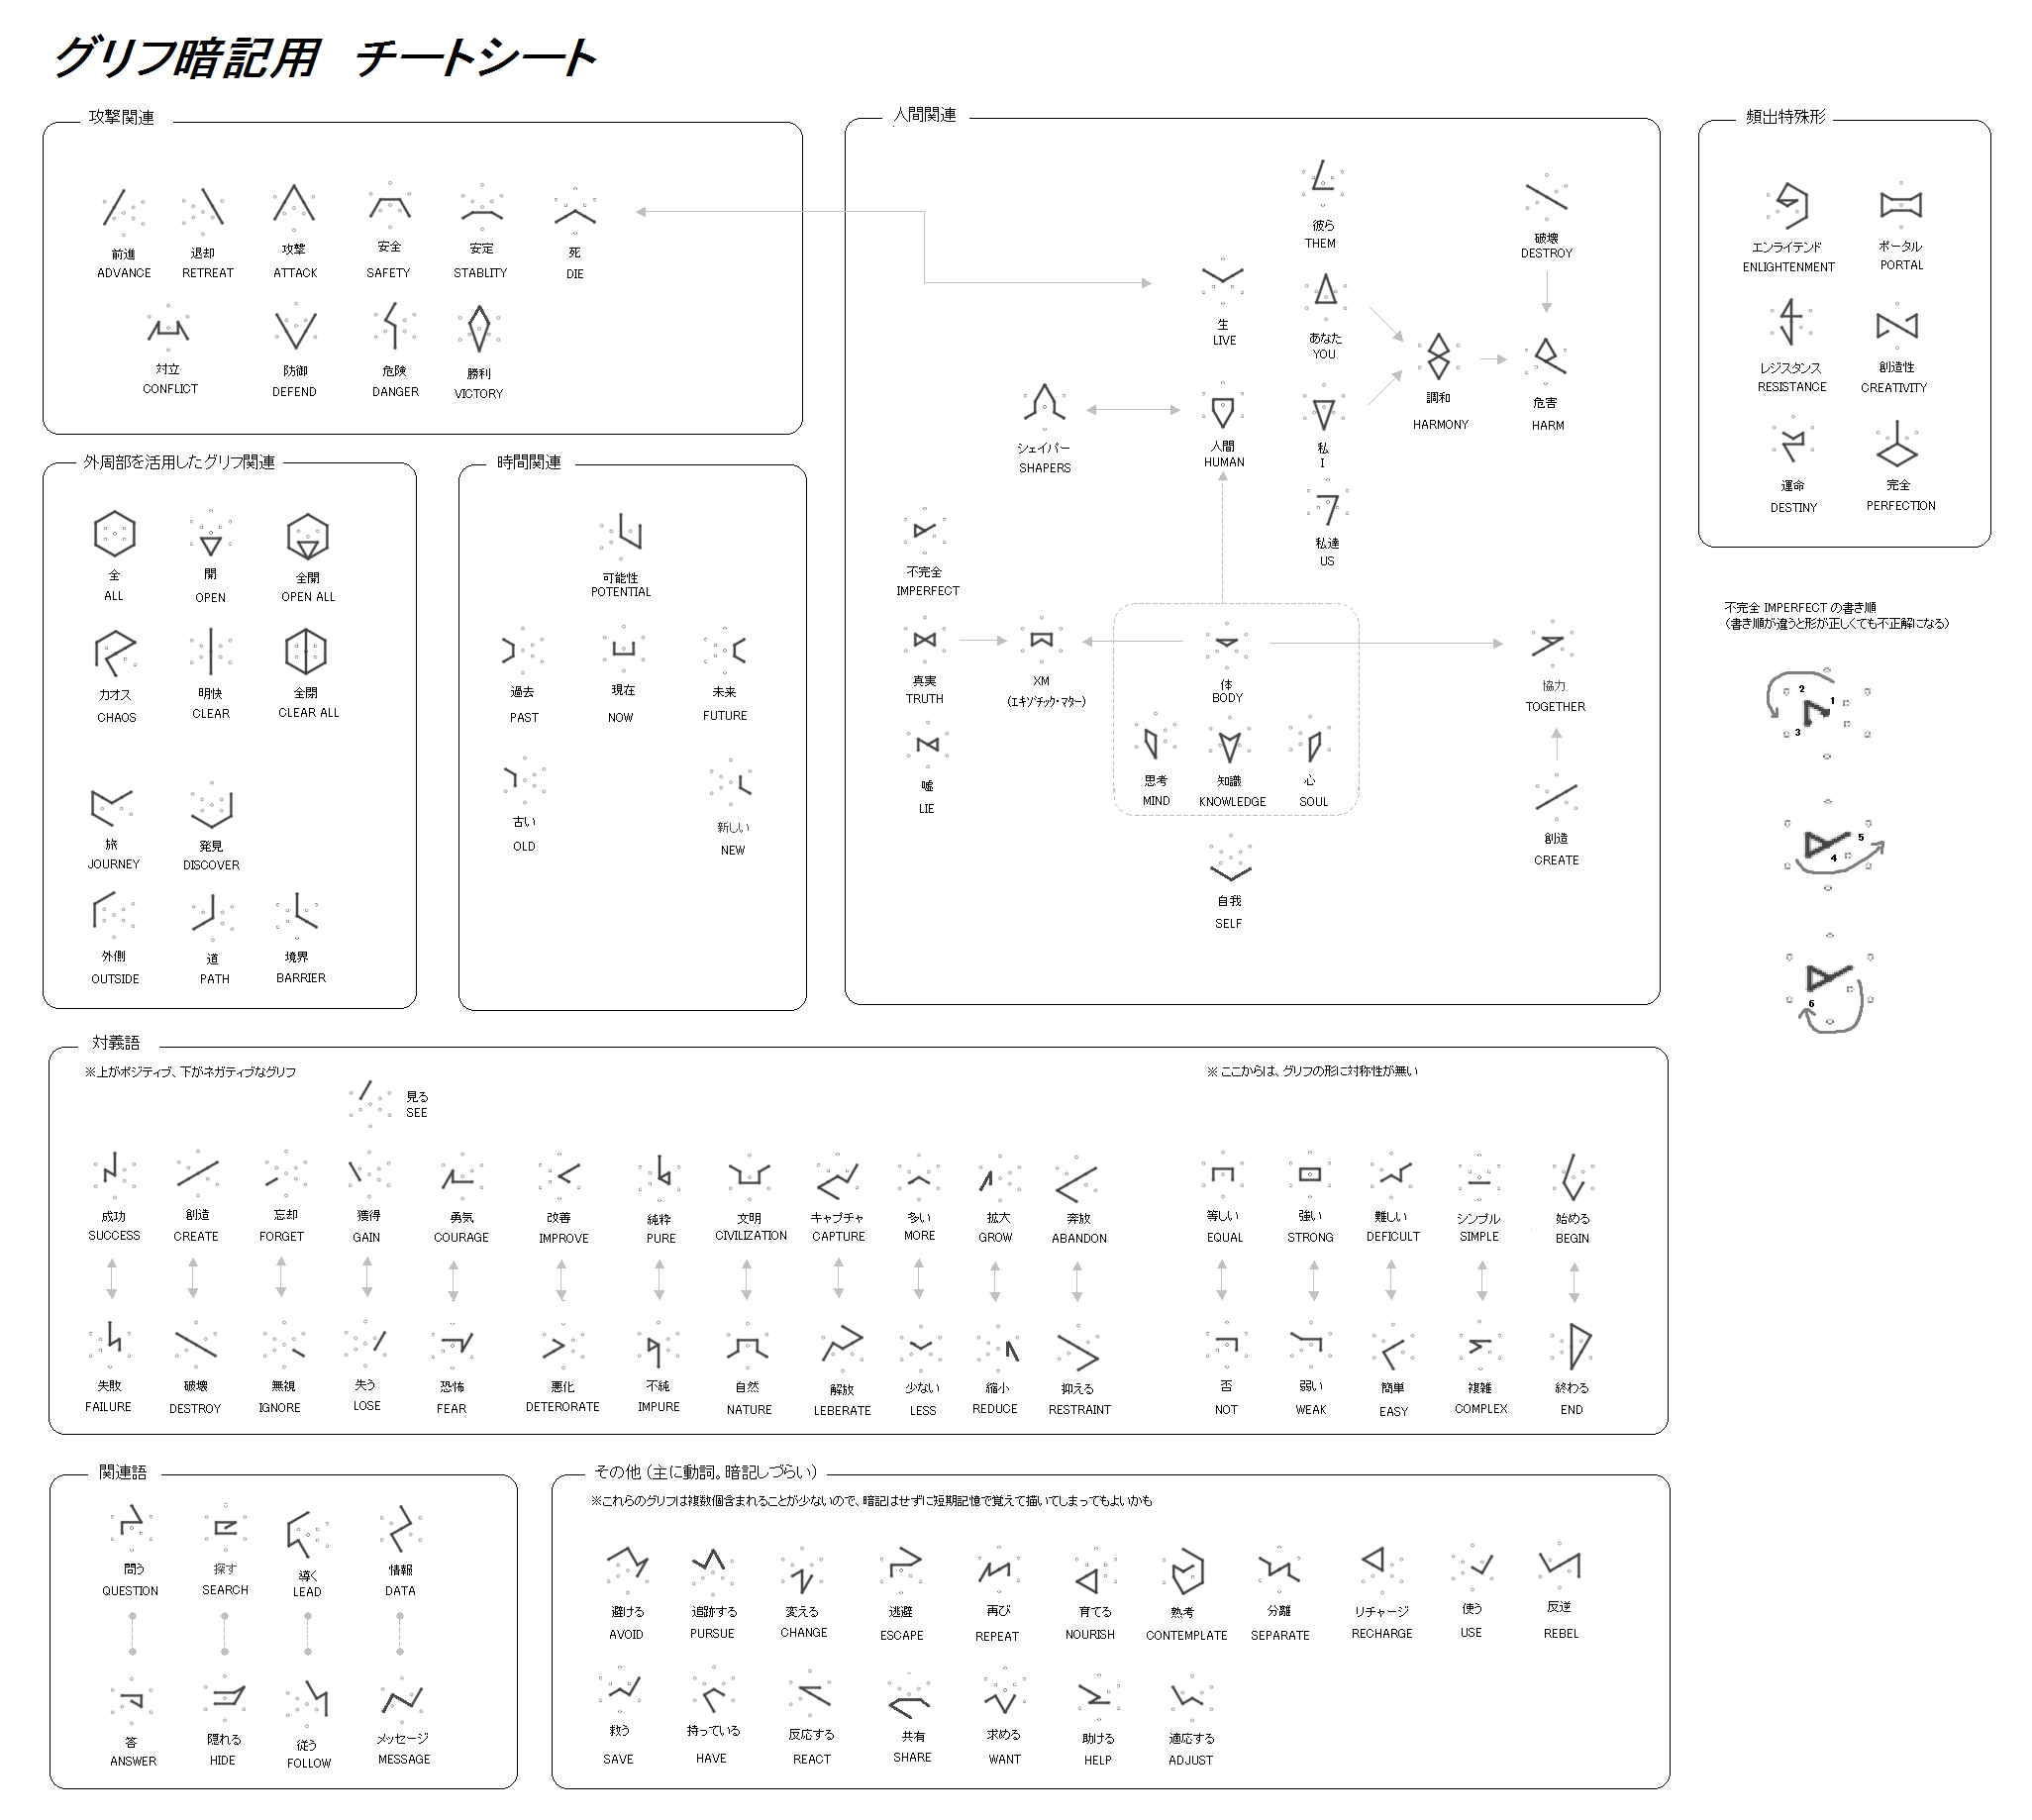 グリフ暗記用　チートシート
攻撃関連
前進
ADVANCE
退却
RETREAT
攻撃
ATTACK
安全
SAFETY
安定
STABLITY
死
DIE
対立
CONFLICT
防御
DEFEND
危険
DANGER
勝利
VICTORY
外周部を活用したグリフ関連
全
ALL
開
OPEN
全開
OPEN ALL
カオス
CHAOS
明快
CLEAR
全閉
CLEAR ALL
旅
JOURNEY
発見
DISCOVER
外側
OUTSIDE
道
PATH
境界
BARRIER
時間関連
可能性
POTENTIAL
過去
PAST
現在
NOW
未来
FUTURE
古い
OLD
新しい
NEW
人間関連
彼ら
THEM
破壊
DESTROY
生
LIVE
あなた
YOU
調和
HARMONY
危害
HARM
シェイパー
SHAPERS
人間
HUMAN
私
I
私達
US
不完全
IMPERFECT
真実
TRUTH
XM
（エキゾチック・マター）
体
BODY
協力
TOGETHER
嘘
LIE
思考
MIND
知識
KNOWLEDGE
心
SOUL
創造
CREATE
自我
SELF
頻出特殊形
エンライテンド
ENLIGHTENMENT
ポータル
PORTAL
レジスタンス
RESISTANCE
創造性
CREATIVITY
運命
DESTINY
完全
PERFECTION
不完全 IMPERFECT の書き順
（書き順が違うと形が正しくても不正解になる）
1
2
3
4
5
6
対義語
※上がポジティブ、下がネガティブなグリフ
※ ここからは、グリフの形に対称性が無い
見る
SEE
成功
SUCCESS
創造
CREATE
忘却
FORGET
獲得
GAIN
勇気
COURAGE
改善
IMPROVE
純粋
PURE
文明
CIVILIZATION
キャプチャ
CAPTURE
多い
MORE
拡大
GROW
奔放
ABANDON
等しい
EQUAL
強い
STRONG
難しい
DEFICULT
シンプル
SIMPLE
始める
BEGIN
失敗
FAILURE
破壊
DESTROY
無視
IGNORE
失う
LOSE
恐怖
FEAR
悪化
DETERORATE
不純
IMPURE
自然
NATURE
解放
LEBERATE
少ない
LESS
縮小
REDUCE
抑える
RESTRAINT
否
NOT
弱い
WEAK
簡単
EASY
複雑
COMPLEX
終わる
END
関連語
問う
QUESTION
探す
SEARCH
導く
LEAD
情報
DATA
答
ANSWER
隠れる
HIDE
従う
FOLLOW
メッセージ
MESSAGE
その他（主に動詞。暗記しづらい）
※これらのグリフは複数個含まれることが少ないので、暗記はせずに短期記憶で覚えて描いてしまってもよいかも
避ける
AVOID
追跡する
PURSUE
変える
CHANGE
逃避
ESCAPE
再び
REPEAT
育てる
NOURISH
熟考
CONTEMPLATE
分離
SEPARATE
リチャージ
RECHARGE
使う
USE
反逆
REBEL
救う
SAVE
持っている
HAVE
反応する
REACT
共有
SHARE
求める
WANT
助ける
HELP
適応する
ADJUST